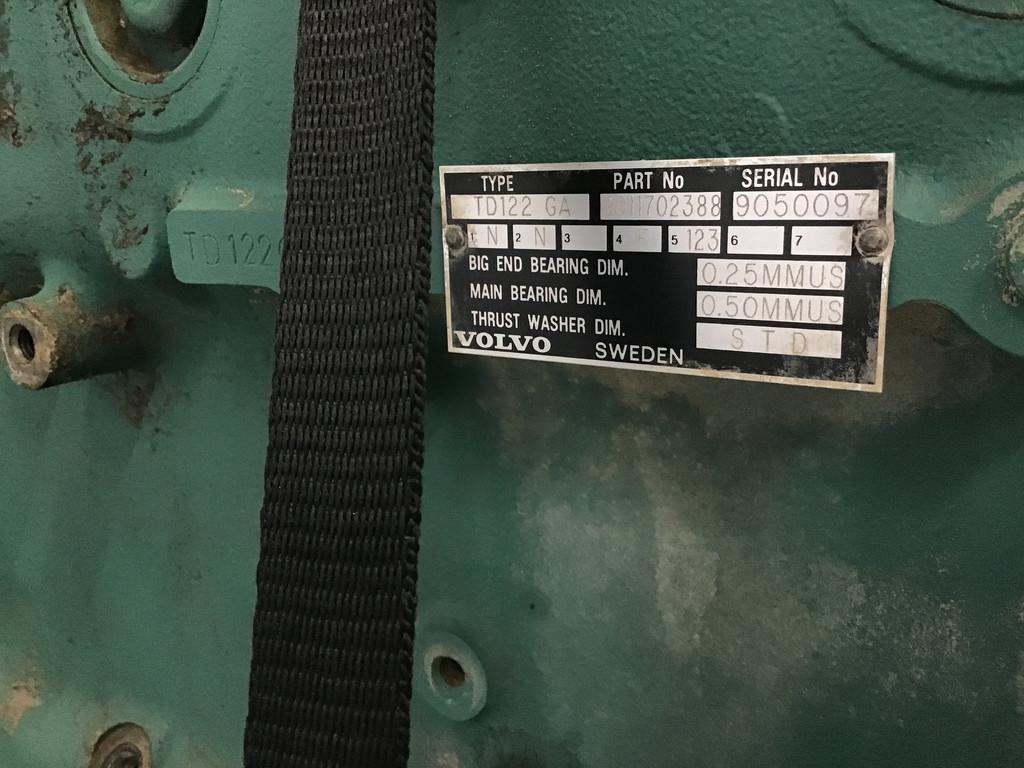 TYPE PART No SERIAL No
TD122 GA 9050097
1 N 2 N 3 4 5 123 6 7
BIG END BEARING DIM. 0.25MMUS
MAIN BEARING DIM. 0.50MMUS
THRUST WASHER DIM. STD
VOLVO SWEDEN
TD122